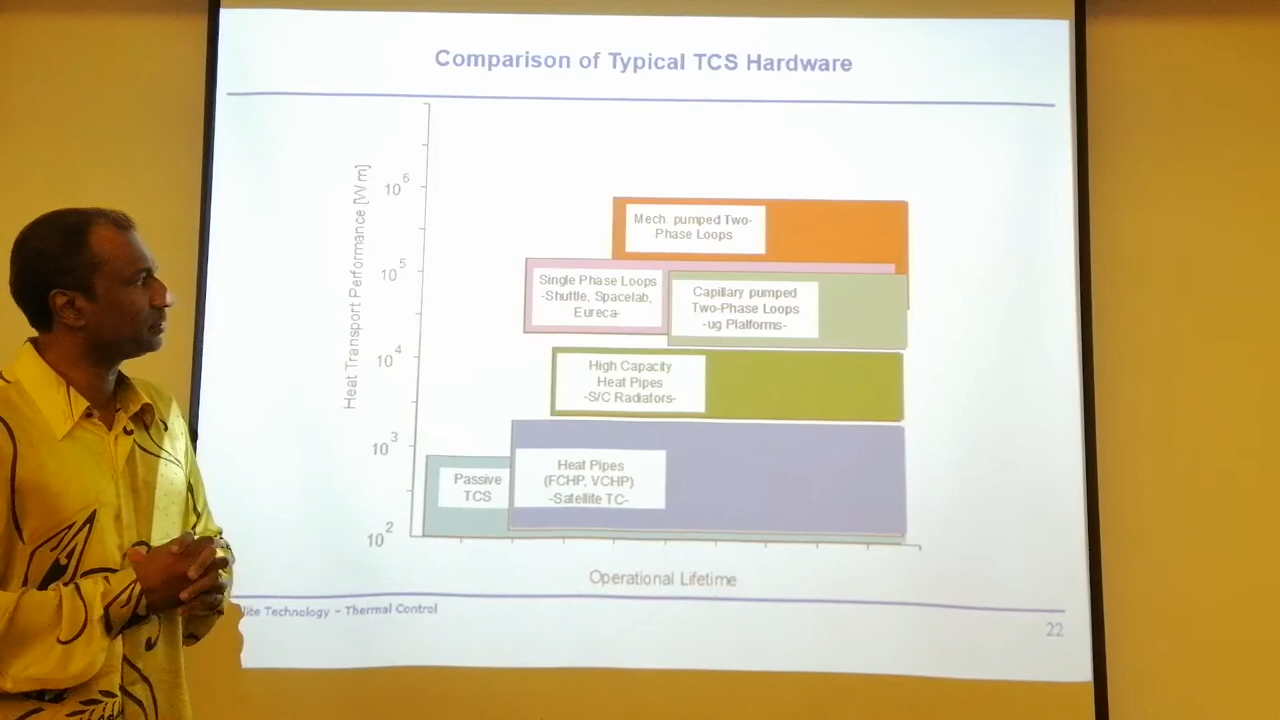 Comparison of Typical TCS Hardware
Heat Transport Performance [W m]
10^6
10^5
10^4
10^3
10^2
Mech. pumped Two-
Phase Loops
Single Phase Loops
-Shuttle, Spacelab,
Eureca-
Capillary pumped
Two-Phase Loops
-ug Platforms-
High Capacity
Heat Pipes
-S/C Radiators-
Passive
TCS
Heat Pipes
(FCHP, VCHP)
-Satellite TC-
Operational Lifetime
Technology – Thermal Control
22